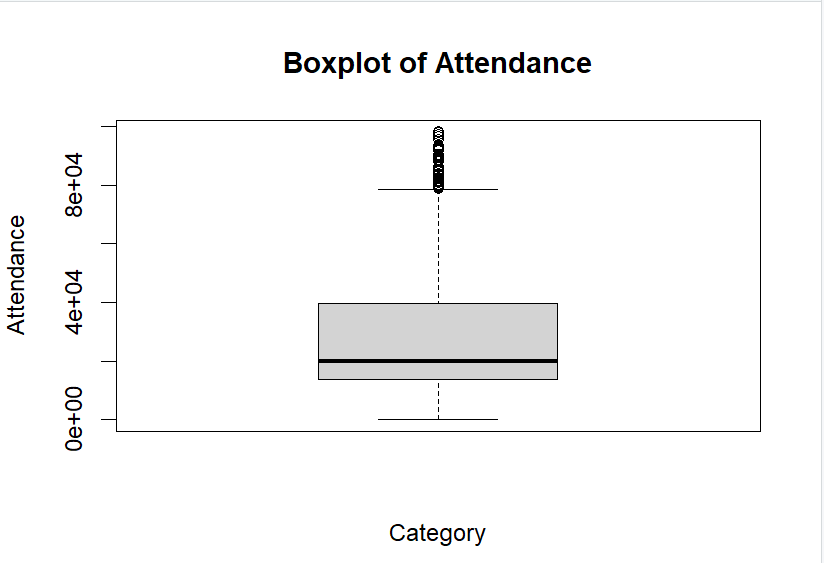 Boxplot of Attendance
Attendance
8e+04
4e+04
0e+00
Category